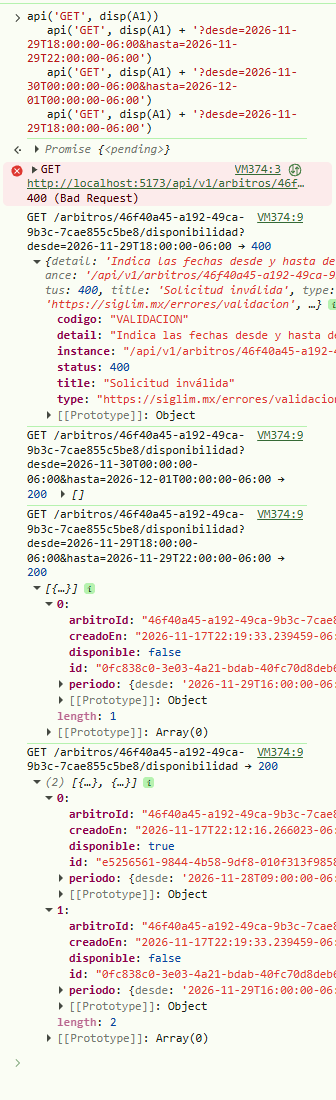 api('GET', disp(A1))
api('GET', disp(A1) + '?desde=2026-11-
29T18:00:00-06:00&hasta=2026-11-
29T22:00:00-06:00')
api('GET', disp(A1) + '?desde=2026-11-
30T00:00:00-06:00&hasta=2026-12-
01T00:00:00-06:00')
api('GET', disp(A1) + '?desde=2026-11-
29T18:00:00-06:00')
Promise {<pending>}
GET VM374:3
http://localhost:5173/api/v1/arbitros/46f…
400 (Bad Request)
GET /arbitros/46f40a45-a192-49ca- VM374:9
9b3c-7cae855c5be8/disponibilidad?
desde=2026-11-29T18:00:00-06:00 → 400
{detail: 'Indica las fechas desde y hasta de
ance: '/api/v1/arbitros/46f40a45-a192-49ca-9
tus: 400, title: 'Solicitud inválida', type:
'https://siglim.mx/errores/validacion', …}
codigo: "VALIDACION"
detail: "Indica las fechas desde y hasta de
instance: "/api/v1/arbitros/46f40a45-a192-4
status: 400
title: "Solicitud inválida"
type: "https://siglim.mx/errores/validacion
[[Prototype]]: Object
GET /arbitros/46f40a45-a192-49ca- VM374:9
9b3c-7cae855c5be8/disponibilidad?
desde=2026-11-30T00:00:00-
06:00&hasta=2026-12-01T00:00:00-06:00 →
200 []
GET /arbitros/46f40a45-a192-49ca- VM374:9
9b3c-7cae855c5be8/disponibilidad?
desde=2026-11-29T18:00:00-
06:00&hasta=2026-11-29T22:00:00-06:00 →
200
[{…}]
0:
arbitroId: "46f40a45-a192-49ca-9b3c-7cae8
creadoEn: "2026-11-17T22:19:33.239459-06:
disponible: false
id: "0fc838c0-3e03-4a21-bdab-40fc70d8deb6
periodo: {desde: '2026-11-29T16:00:00-06:
[[Prototype]]: Object
length: 1
[[Prototype]]: Array(0)
GET /arbitros/46f40a45-a192-49ca- VM374:9
9b3c-7cae855c5be8/disponibilidad → 200
(2) [{…}, {…}]
0:
arbitroId: "46f40a45-a192-49ca-9b3c-7cae8
creadoEn: "2026-11-17T22:12:16.266023-06:
disponible: true
id: "e5256561-9844-4b58-9df8-010f313f9858
periodo: {desde: '2026-11-28T09:00:00-06:
[[Prototype]]: Object
1:
arbitroId: "46f40a45-a192-49ca-9b3c-7cae8
creadoEn: "2026-11-17T22:19:33.239459-06:
disponible: false
id: "0fc838c0-3e03-4a21-bdab-40fc70d8deb6
periodo: {desde: '2026-11-29T16:00:00-06:
[[Prototype]]: Object
length: 2
[[Prototype]]: Array(0)